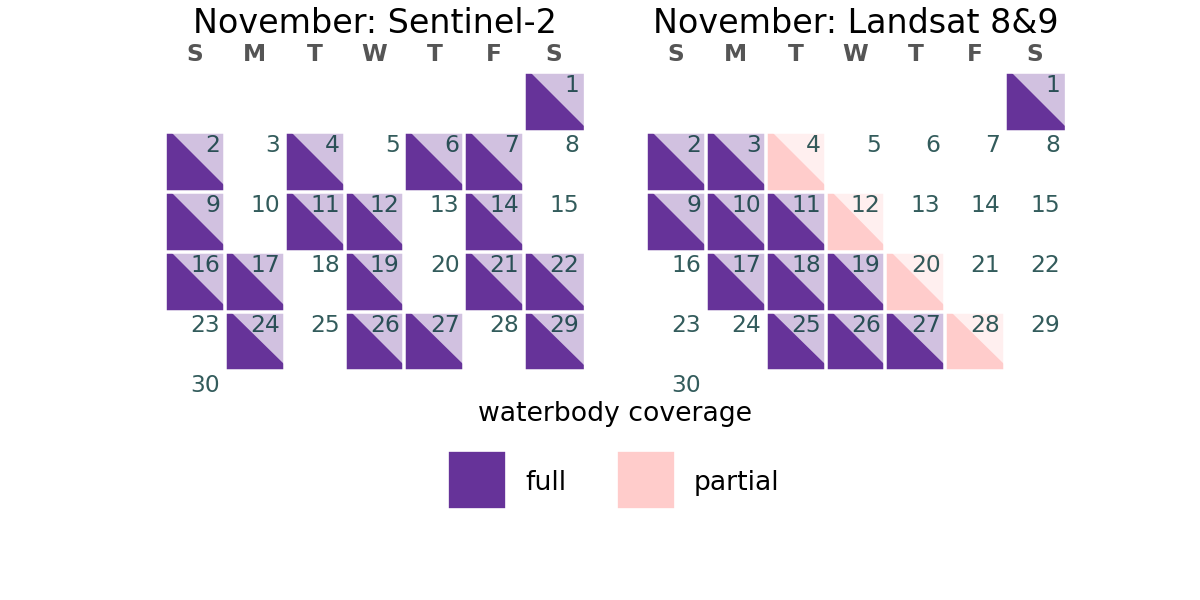 November: Sentinel-2
S M T W T F S
1
2 3 4 5 6 7 8
9 10 11 12 13 14 15
16 17 18 19 20 21 22
23 24 25 26 27 28 29
30
November: Landsat 8&9
S M T W T F S
1
2 3 4 5 6 7 8
9 10 11 12 13 14 15
16 17 18 19 20 21 22
23 24 25 26 27 28 29
30
waterbody coverage
full partial